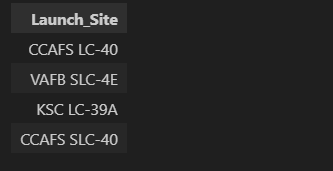 Launch_Site
CCAFS LC-40
VAFB SLC-4E
KSC LC-39A
CCAFS SLC-40